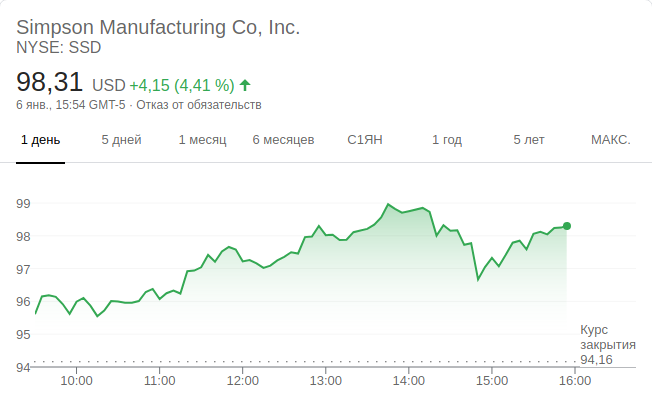 Simpson Manufacturing Co, Inc.
NYSE: SSD
98,31 USD +4,15 (4,41 %)
6 янв., 15:54 GMT-5 · Отказ от обязательств
1 день 5 дней 1 месяц 6 месяцев С1ЯН 1 год 5 лет МАКС.
99
98
97
96
95
Курс
закрытия
94,16
94
10:00 11:00 12:00 13:00 14:00 15:00 16:00